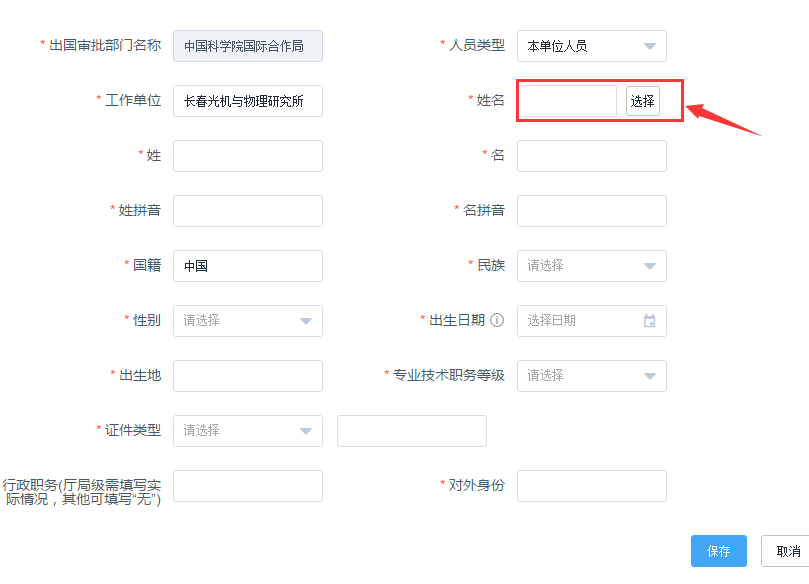 * 出国审批部门名称 中国科学院国际合作局 * 人员类型 本单位人员
* 工作单位 长春光机与物理研究所 * 姓名 选择
* 姓 * 名
* 姓拼音 * 名拼音
* 国籍 中国 * 民族 请选择
* 性别 请选择 * 出生日期 选择日期
* 出生地 * 专业技术职务等级 请选择
* 证件类型 请选择
行政职务(厅局级需填写实
际情况，其他可填写“无”)
* 对外身份
保存 取消